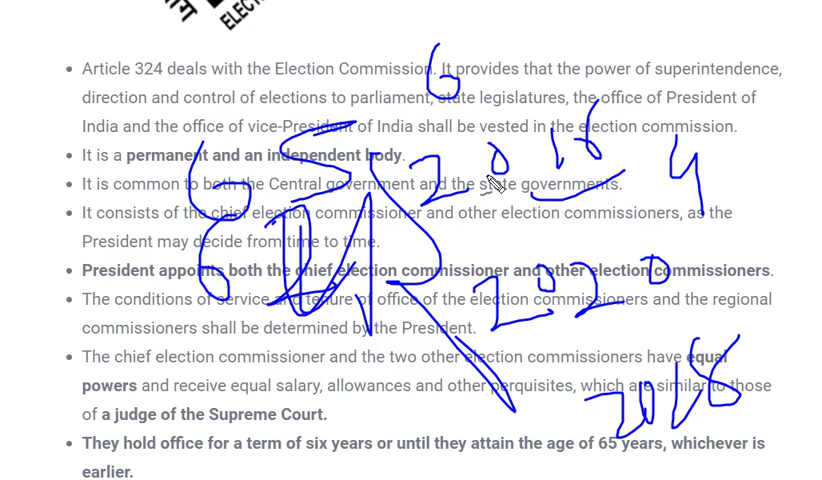 ELEC
Article 324 deals with the Election Commission. It provides that the power of superintendence,
direction and control of elections to parliament, state legislatures, the office of President of
India and the office of vice-President of India shall be vested in the election commission.
It is a permanent and an independent body.
It is common to both the Central government and the state governments.
It consists of the chief election commissioner and other election commissioners, as the
President may decide from time to time.
President appoints both the chief election commissioner and other election commissioners.
The conditions of service and tenure of office of the election commissioners and the regional
commissioners shall be determined by the President.
The chief election commissioner and the two other election commissioners have equal
powers and receive equal salary, allowances and other perquisites, which are similar to those
of a judge of the Supreme Court.
They hold office for a term of six years or until they attain the age of 65 years, whichever is
earlier.
6
2016
4
2020
2018